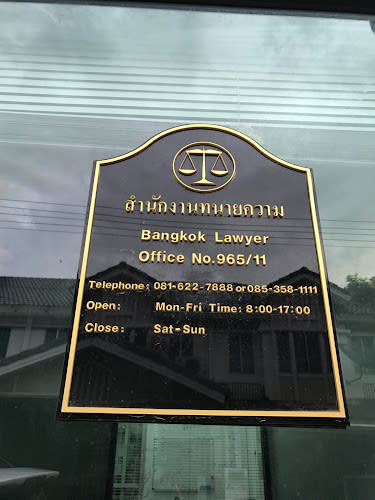 สำนักงานทนายความ
Bangkok Lawyer
Office No.965/11
Telephone: 081-622-7888 or 085-358-1111
Open: Mon-Fri Time: 8:00-17:00
Close: Sat-Sun